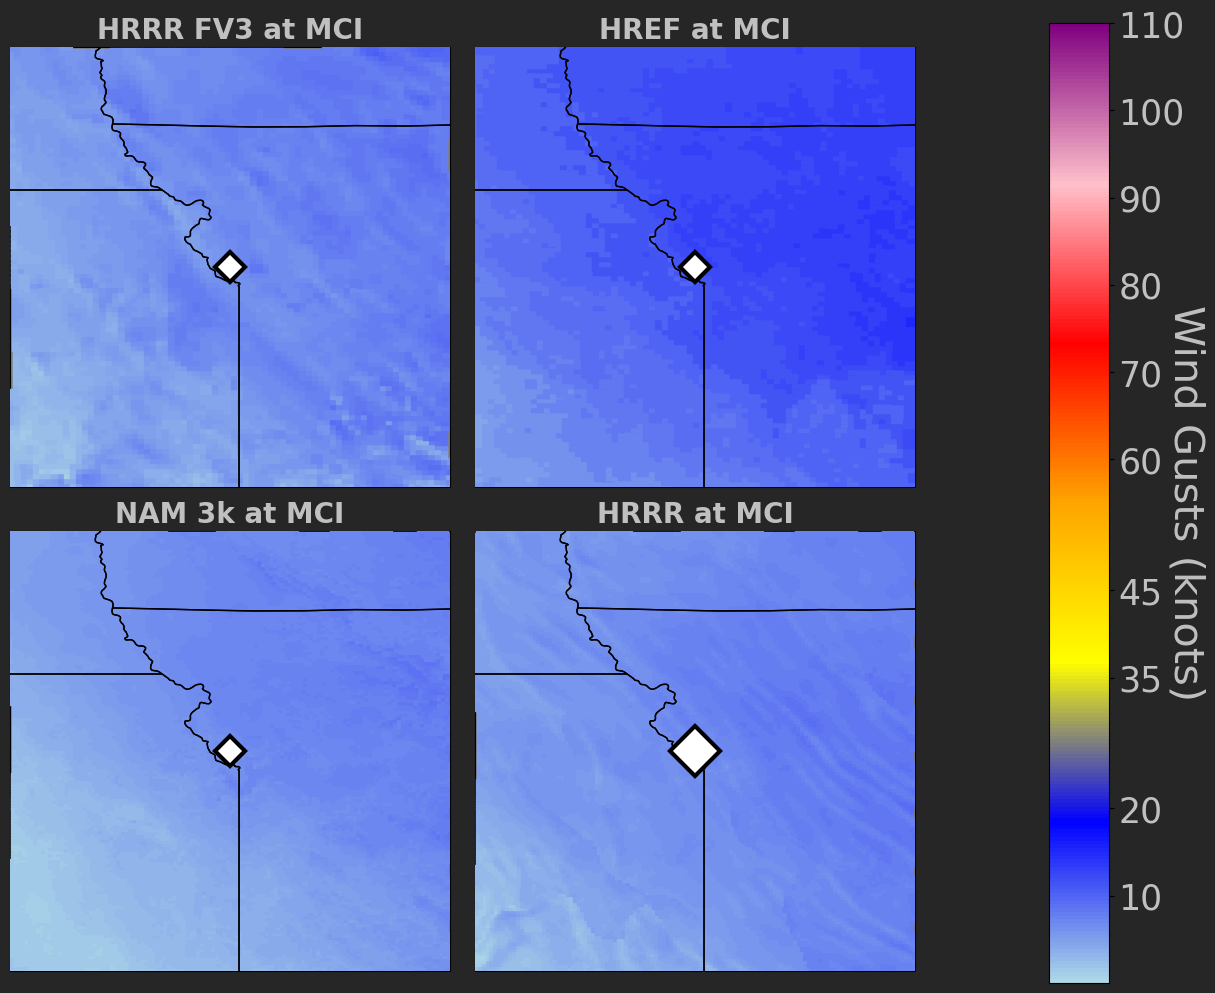 HRRR FV3 at MCI
HREF at MCI
NAM 3k at MCI
HRRR at MCI
110
100
90
80
70
60
45
35
20
10
Wind Gusts (knots)